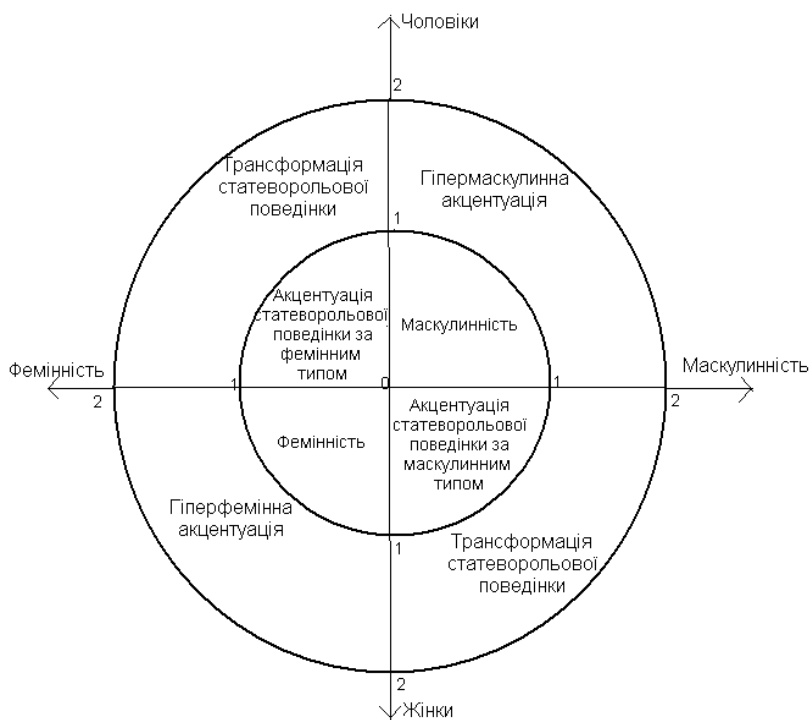 Чоловіки
2
Трансформація
статеворольової
поведінки
Гіпермаскулинна
акцентуація
1
Акцентуація
статеворольової
поведінки за
фемінним
типом
Маскулинність
Фемінність
Маскулинність
2
1
0
1
2
Фемінність
Акцентуація
статеворольової
поведінки за
маскулинним
типом
Гіперфемінна
акцентуація
1
Трансформація
статеворольової
поведінки
2
Жінки